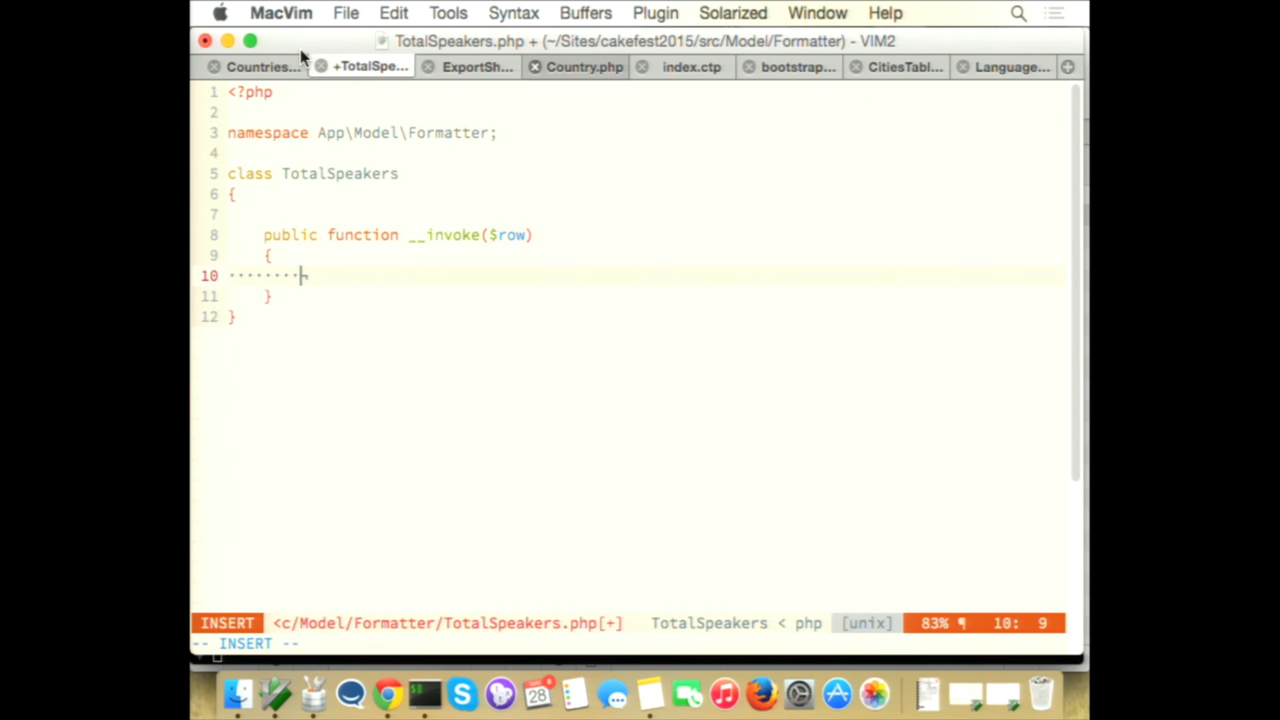 MacVim File Edit Tools Syntax Buffers Plugin Solarized Window Help
TotalSpeakers.php + (~/Sites/cakefest2015/src/Model/Formatter) - VIM2
Countries... +TotalSpe... ExportSh... Country.php index.ctp bootstrap... CitiesTabl... Language...
1 <?php
2
3 namespace App\Model\Formatter;
4
5 class TotalSpeakers
6 {
7
8 public function __invoke($row)
9 {
10 ········¬
11 }
12 }
INSERT <c/Model/Formatter/TotalSpeakers.php[+] TotalSpeakers < php [unix] 83% ¶ 10: 9
-- INSERT --
28